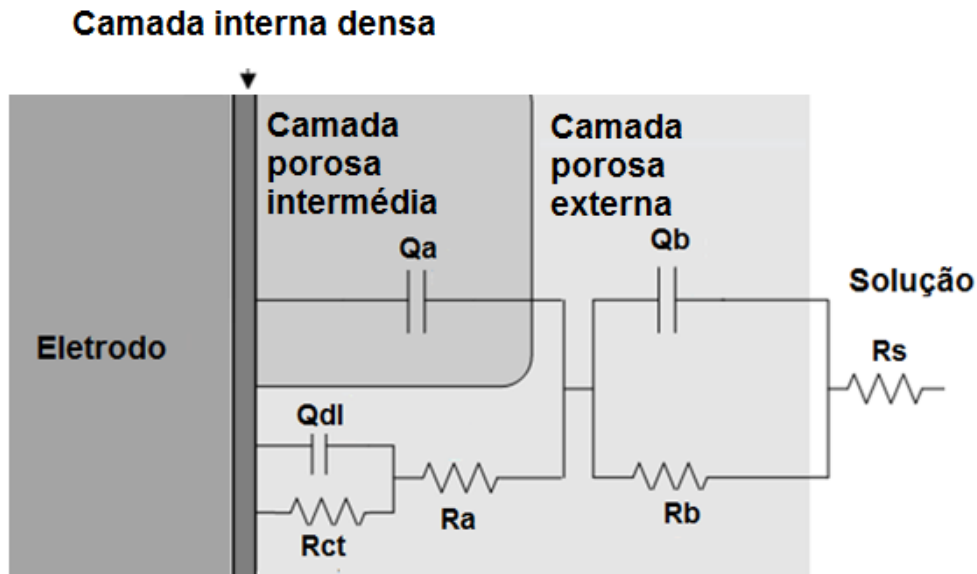 Camada interna densa
Camada
porosa
intermédia
Camada
porosa
externa
Qa
Qb
Solução
Eletrodo
Rs
Qdl
Ra
Rb
Rct